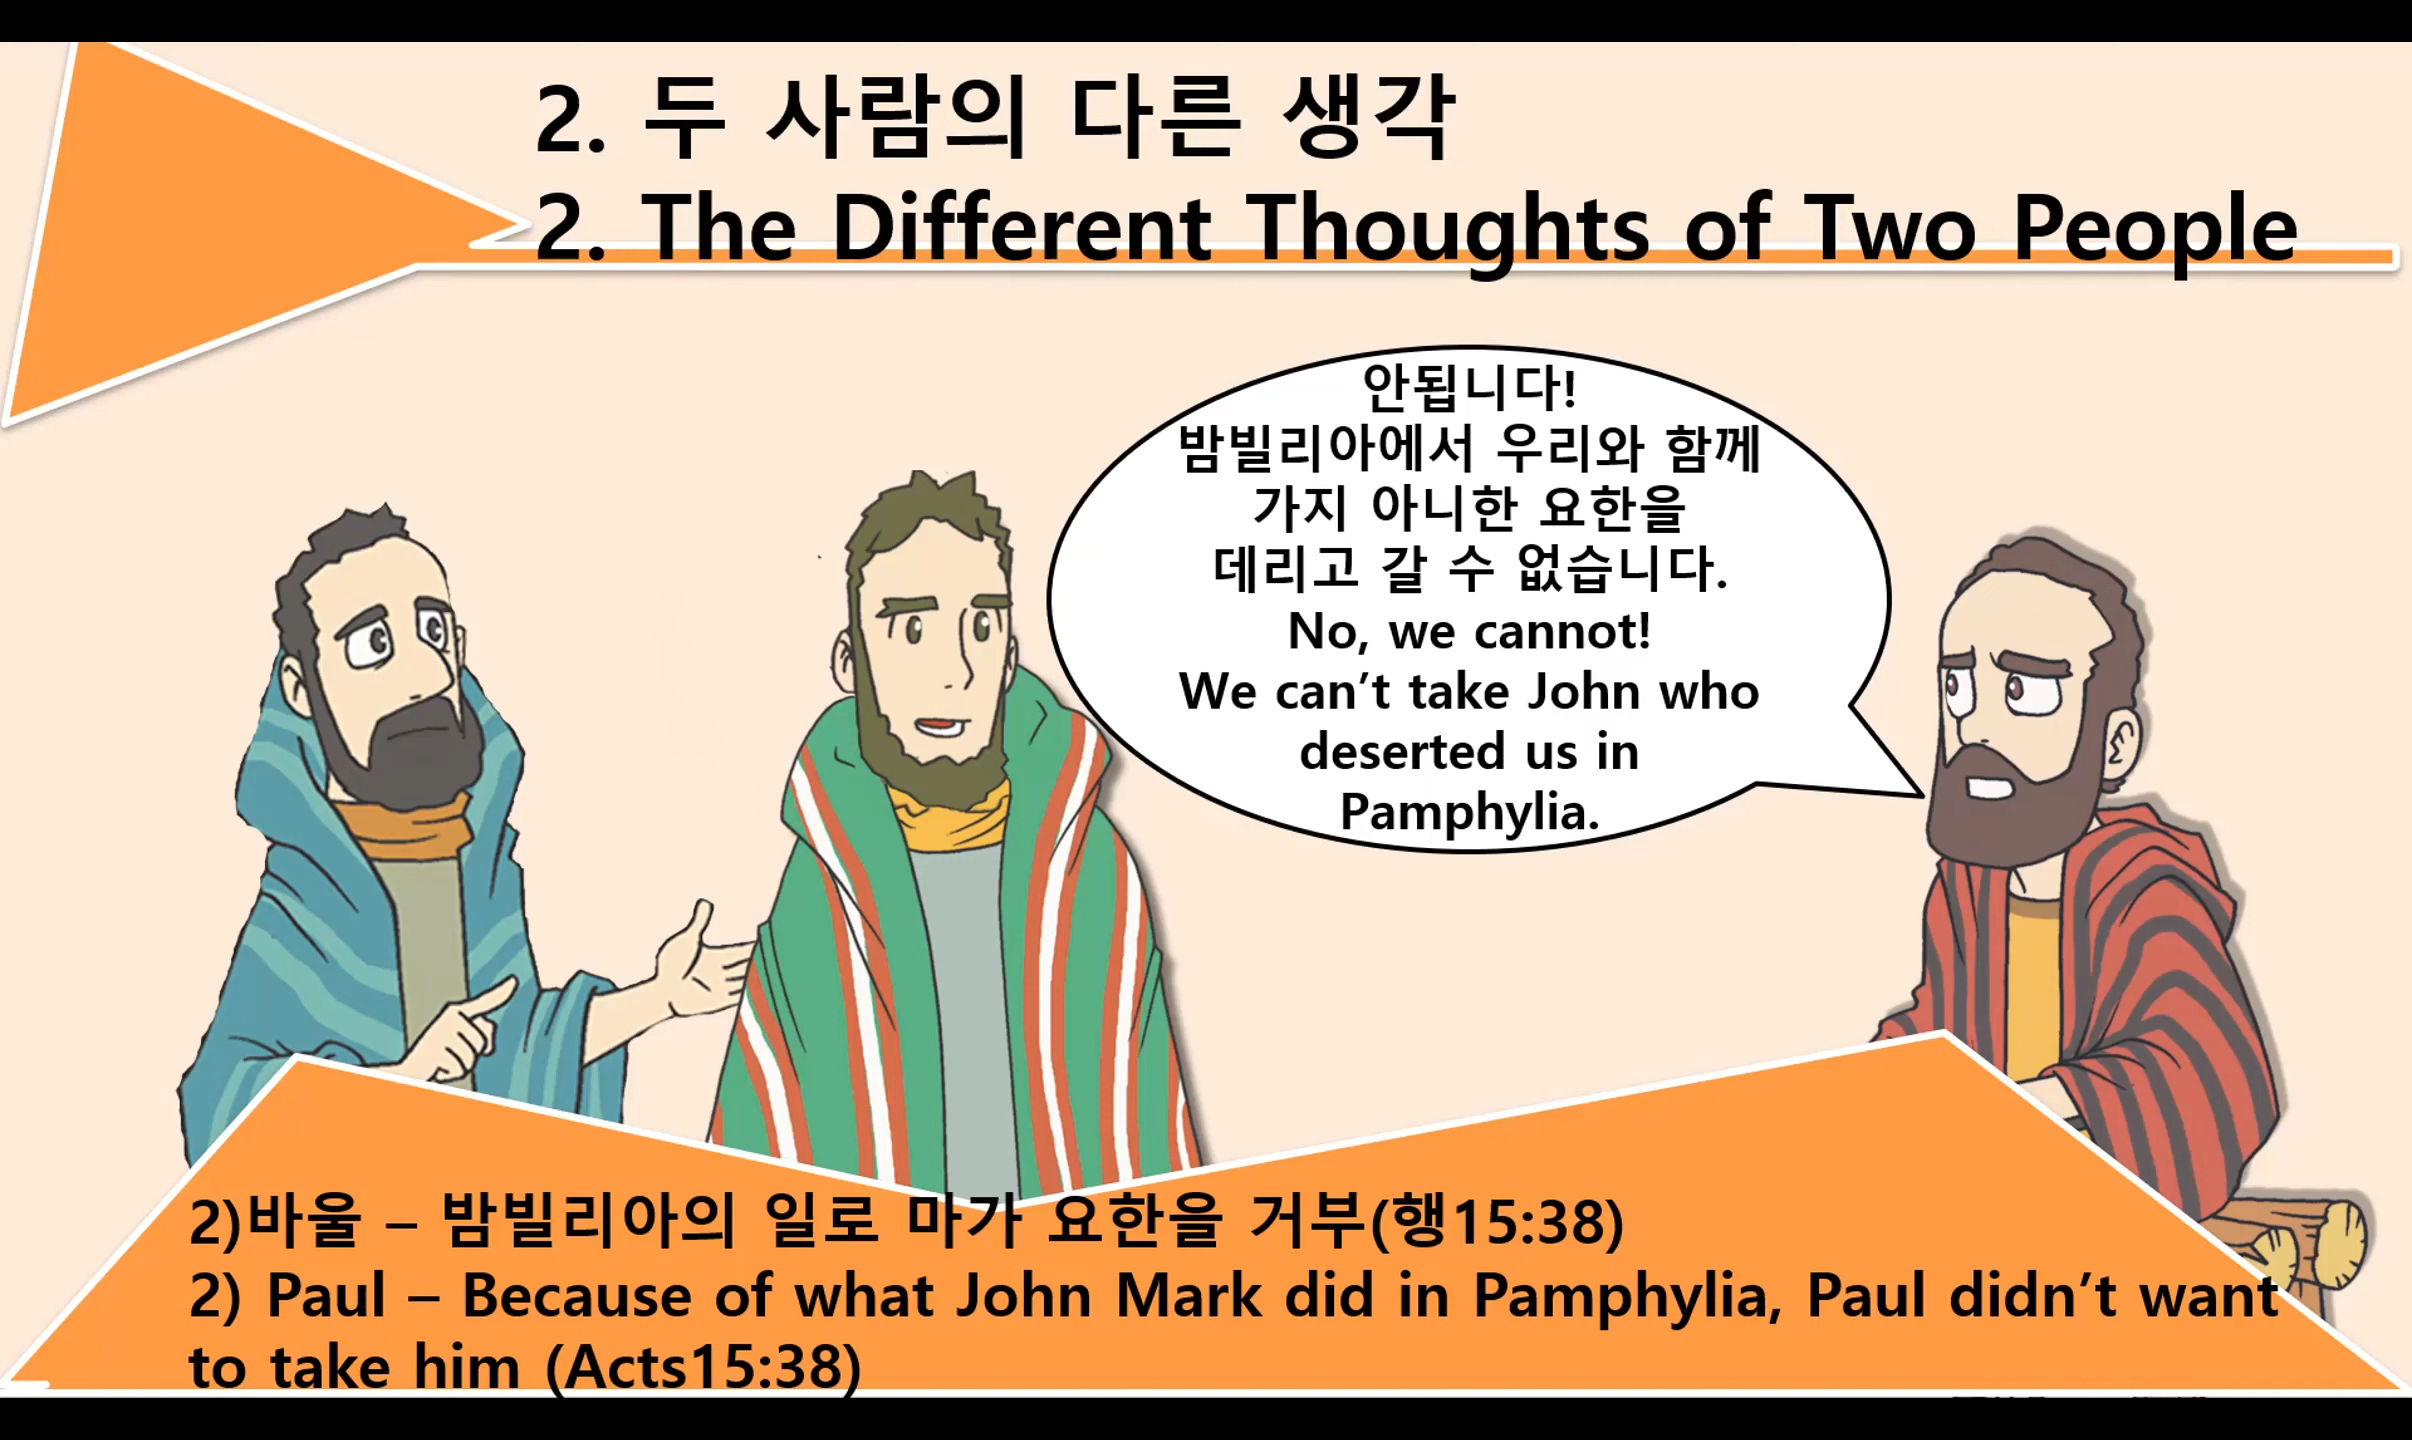 2. 두 사람의 다른 생각
2. The Different Thoughts of Two People
안됩니다!
밤빌리아에서 우리와 함께
가지 아니한 요한을
데리고 갈 수 없습니다.
No, we cannot!
We can't take John who
deserted us in
Pamphylia.
2)바울 – 밤빌리아의 일로 마가 요한을 거부(행15:38)
2) Paul – Because of what John Mark did in Pamphylia, Paul didn't want
to take him (Acts15:38)